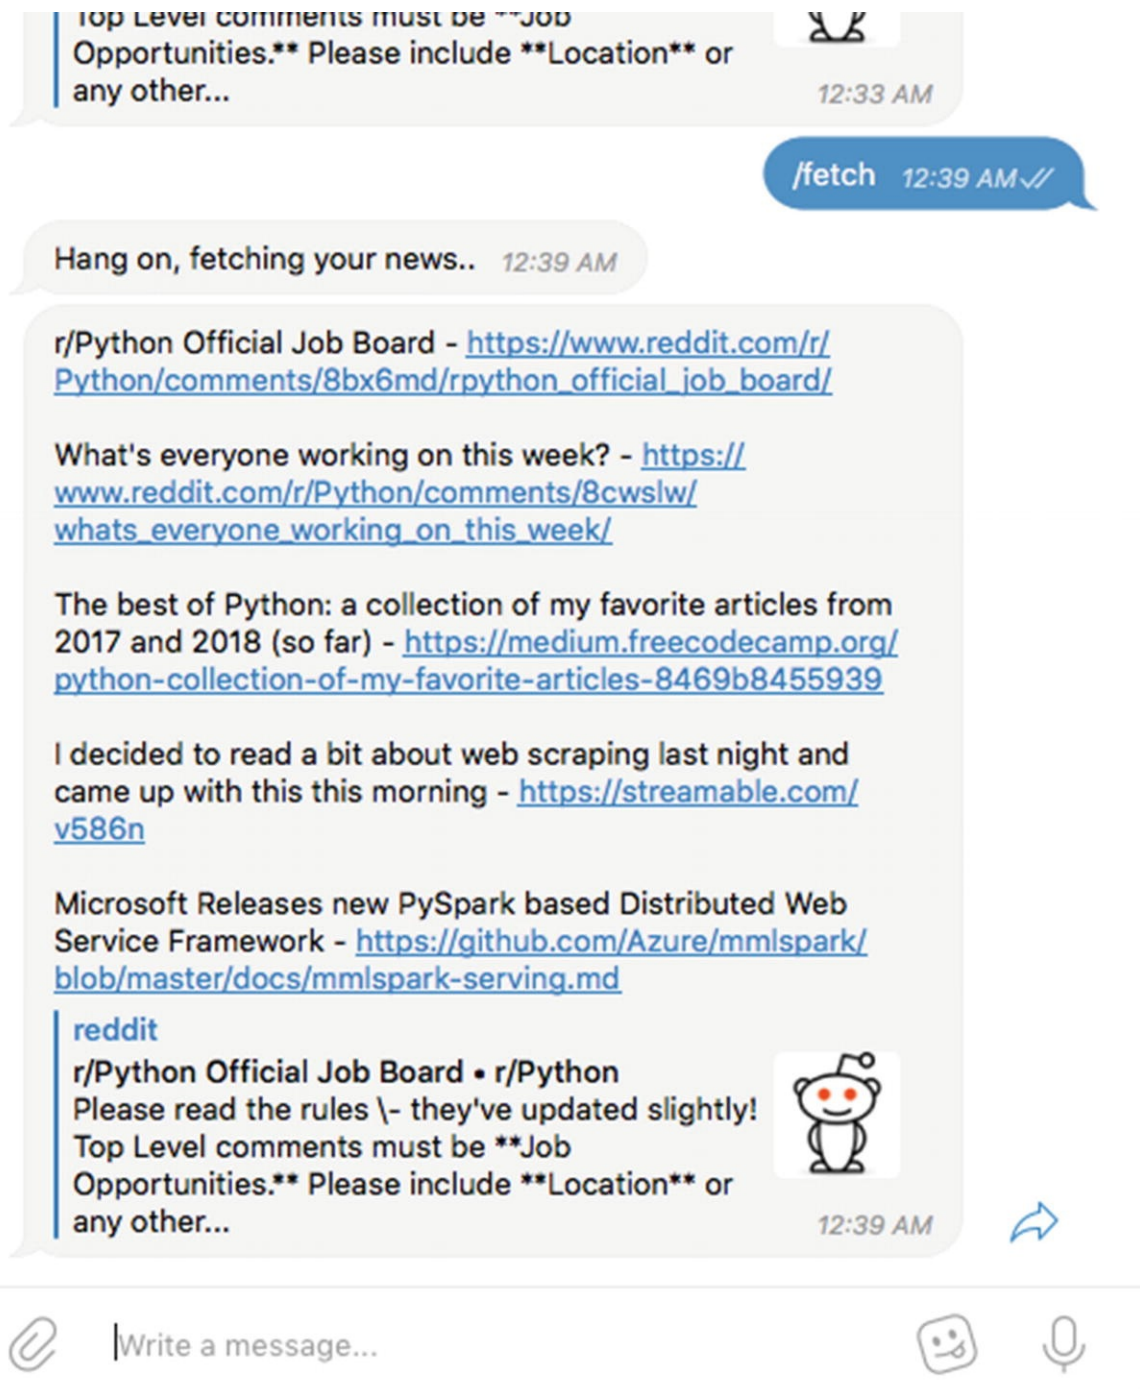 Top Level comments must be **Job
Opportunities.** Please include **Location** or
any other...
12:33 AM
/fetch 12:39 AM
Hang on, fetching your news.. 12:39 AM
r/Python Official Job Board - https://www.reddit.com/r/
Python/comments/8bx6md/rpython_official_job_board/
What's everyone working on this week? - https://
www.reddit.com/r/Python/comments/8cwslw/
whats_everyone_working_on_this_week/
The best of Python: a collection of my favorite articles from
2017 and 2018 (so far) - https://medium.freecodecamp.org/
python-collection-of-my-favorite-articles-8469b8455939
I decided to read a bit about web scraping last night and
came up with this this morning - https://streamable.com/
v586n
Microsoft Releases new PySpark based Distributed Web
Service Framework - https://github.com/Azure/mmlspark/
blob/master/docs/mmlspark-serving.md
reddit
r/Python Official Job Board • r/Python
Please read the rules \- they've updated slightly!
Top Level comments must be **Job
Opportunities.** Please include **Location** or
any other...
12:39 AM
Write a message...